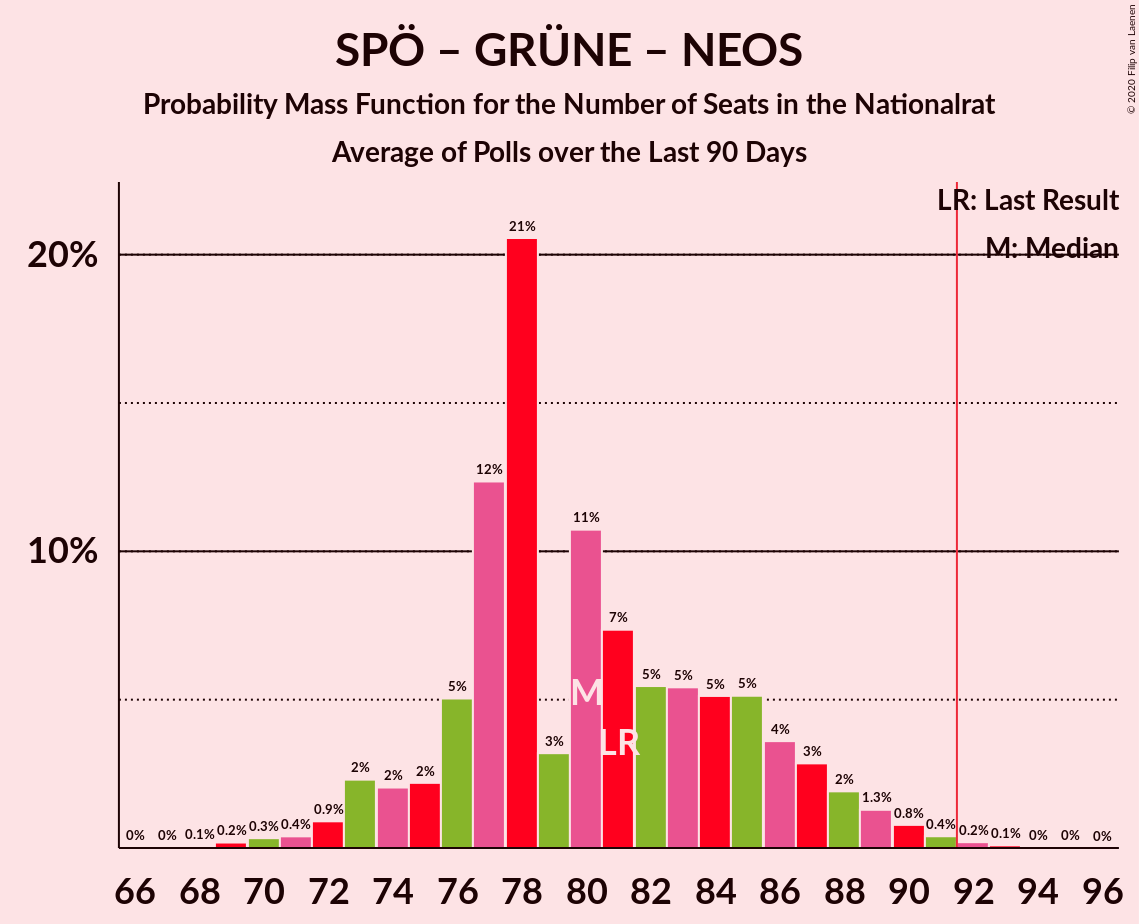 SPÖ – GRÜNE – NEOS
Probability Mass Function for the Number of Seats in the Nationalrat
Average of Polls over the Last 90 Days
© 2020 Filip van Laenen
LR: Last Result
M: Median
20%
10%
0% 0% 0.1% 0.2% 0.3% 0.4% 0.9% 2% 2% 2% 5% 12% 21% 3% 11% 7% 5% 5% 5% 5% 4% 3% 2% 1.3% 0.8% 0.4% 0.2% 0.1% 0% 0% 0%
M
LR
66 68 70 72 74 76 78 80 82 84 86 88 90 92 94 96